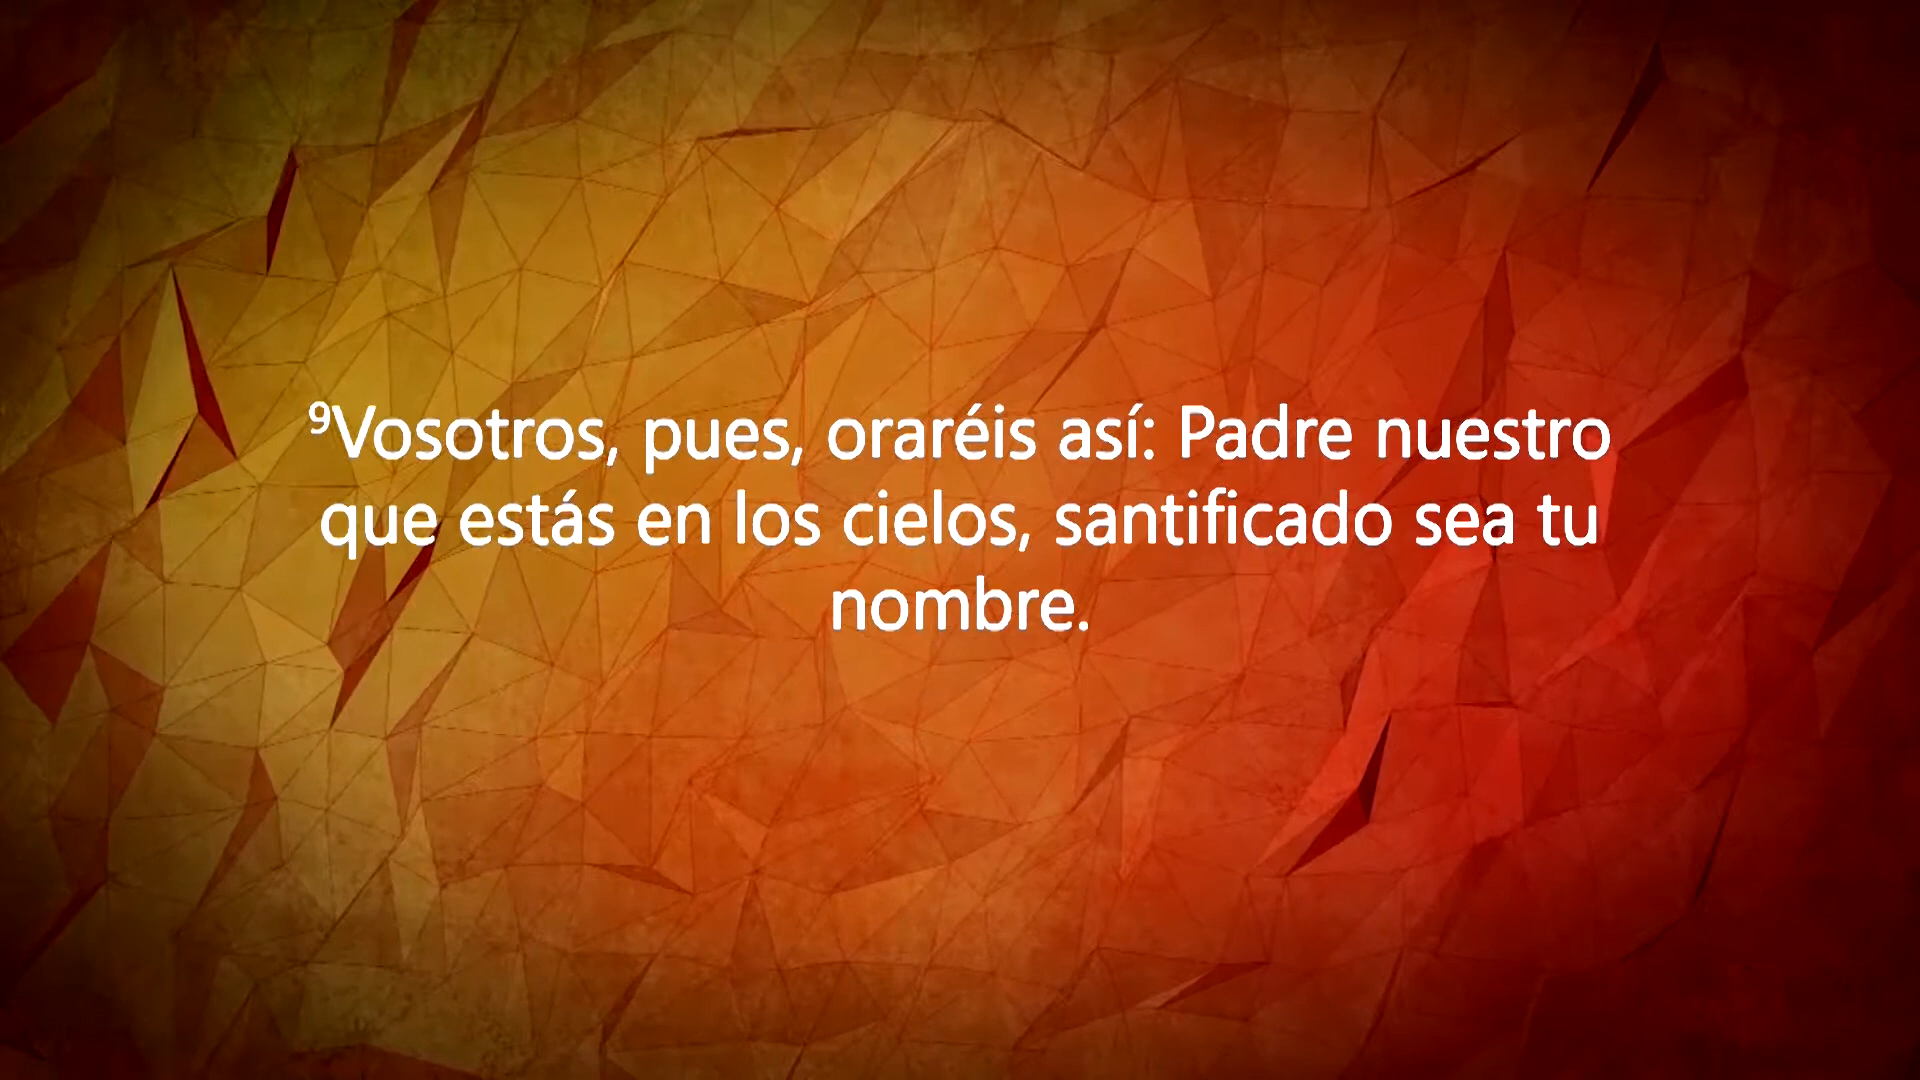 ⁹Vosotros, pues, oraréis así: Padre nuestro
que estás en los cielos, santificado sea tu
nombre.